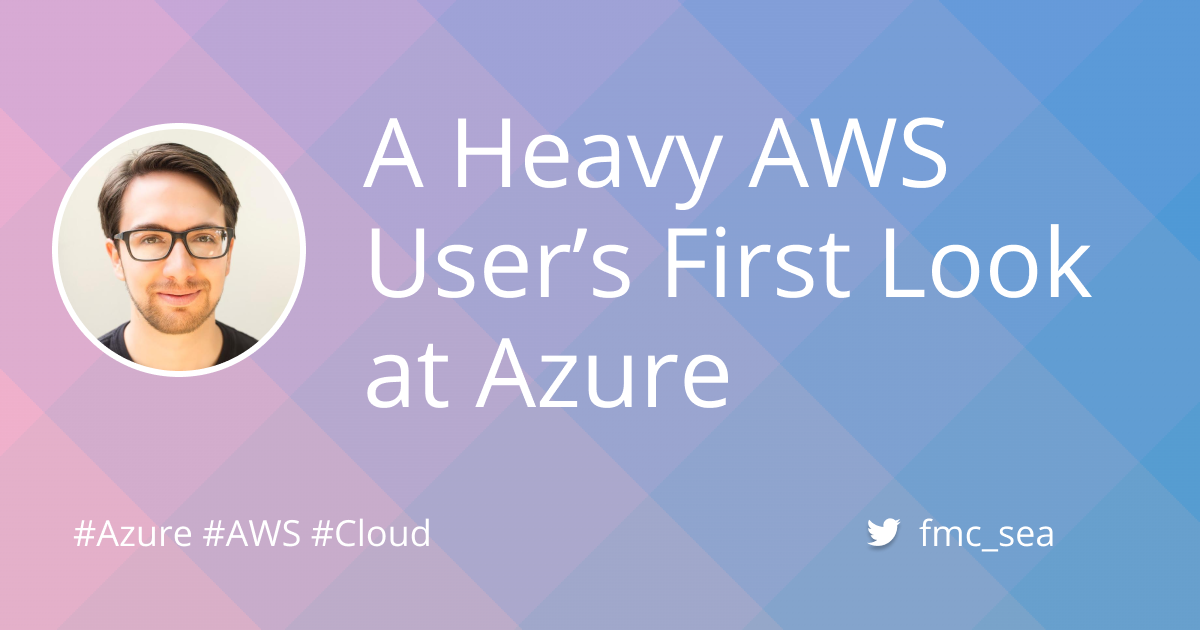 A Heavy AWS
User’s First Look
at Azure
#Azure #AWS #Cloud
fmc_sea